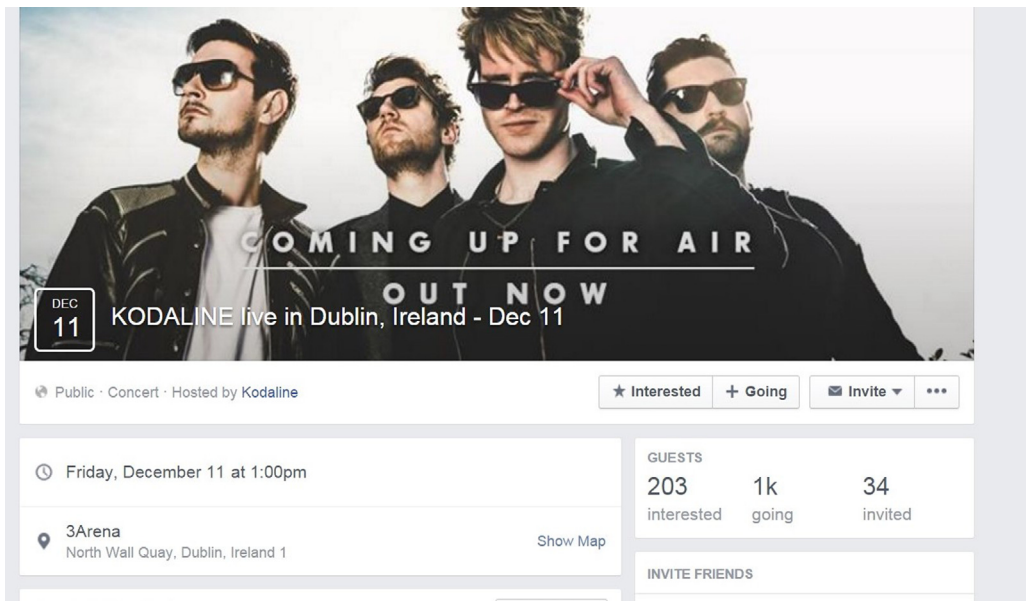 COMING UP FOR AIR
OUT NOW
DEC
11
KODALINE live in Dublin, Ireland - Dec 11
Public · Concert · Hosted by Kodaline
Interested
Going
Invite
Friday, December 11 at 1:00pm
3Arena
North Wall Quay, Dublin, Ireland 1
Show Map
GUESTS
203 1k 34
interested going invited
INVITE FRIENDS